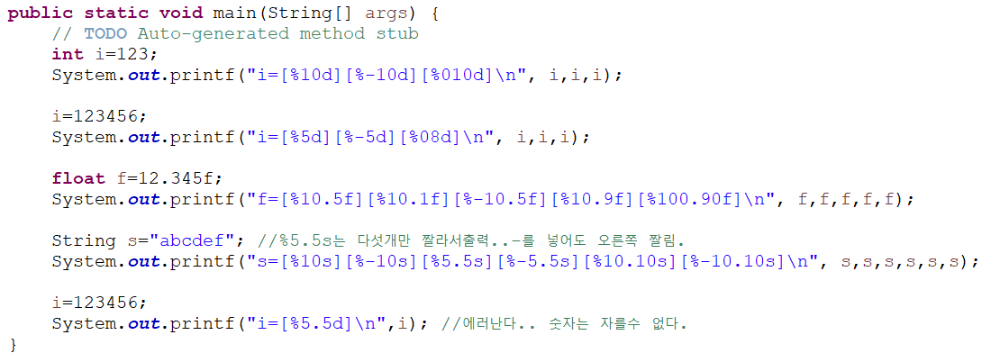 public static void main(String[] args) {
// TODO Auto-generated method stub
int i=123;
System.out.printf("i=[%10d][%-10d][%010d]\n", i,i,i);
i=123456;
System.out.printf("i=[%5d][%-5d][%08d]\n", i,i,i);
float f=12.345f;
System.out.printf("f=[%10.5f][%10.1f][%-10.5f][%10.9f][%100.90f]\n", f,f,f,f,f);
String s="abcdef"; //%5.5s는 다섯개만 짤라서출력..-를 넣어도 오른쪽 짤림.
System.out.printf("s=[%10s][%-10s][%5.5s][%-5.5s][%10.10s][%-10.10s]\n", s,s,s,s,s,s);
i=123456;
System.out.printf("i=[%5.5d]\n",i); //에러난다.. 숫자는 자를수 없다.
}